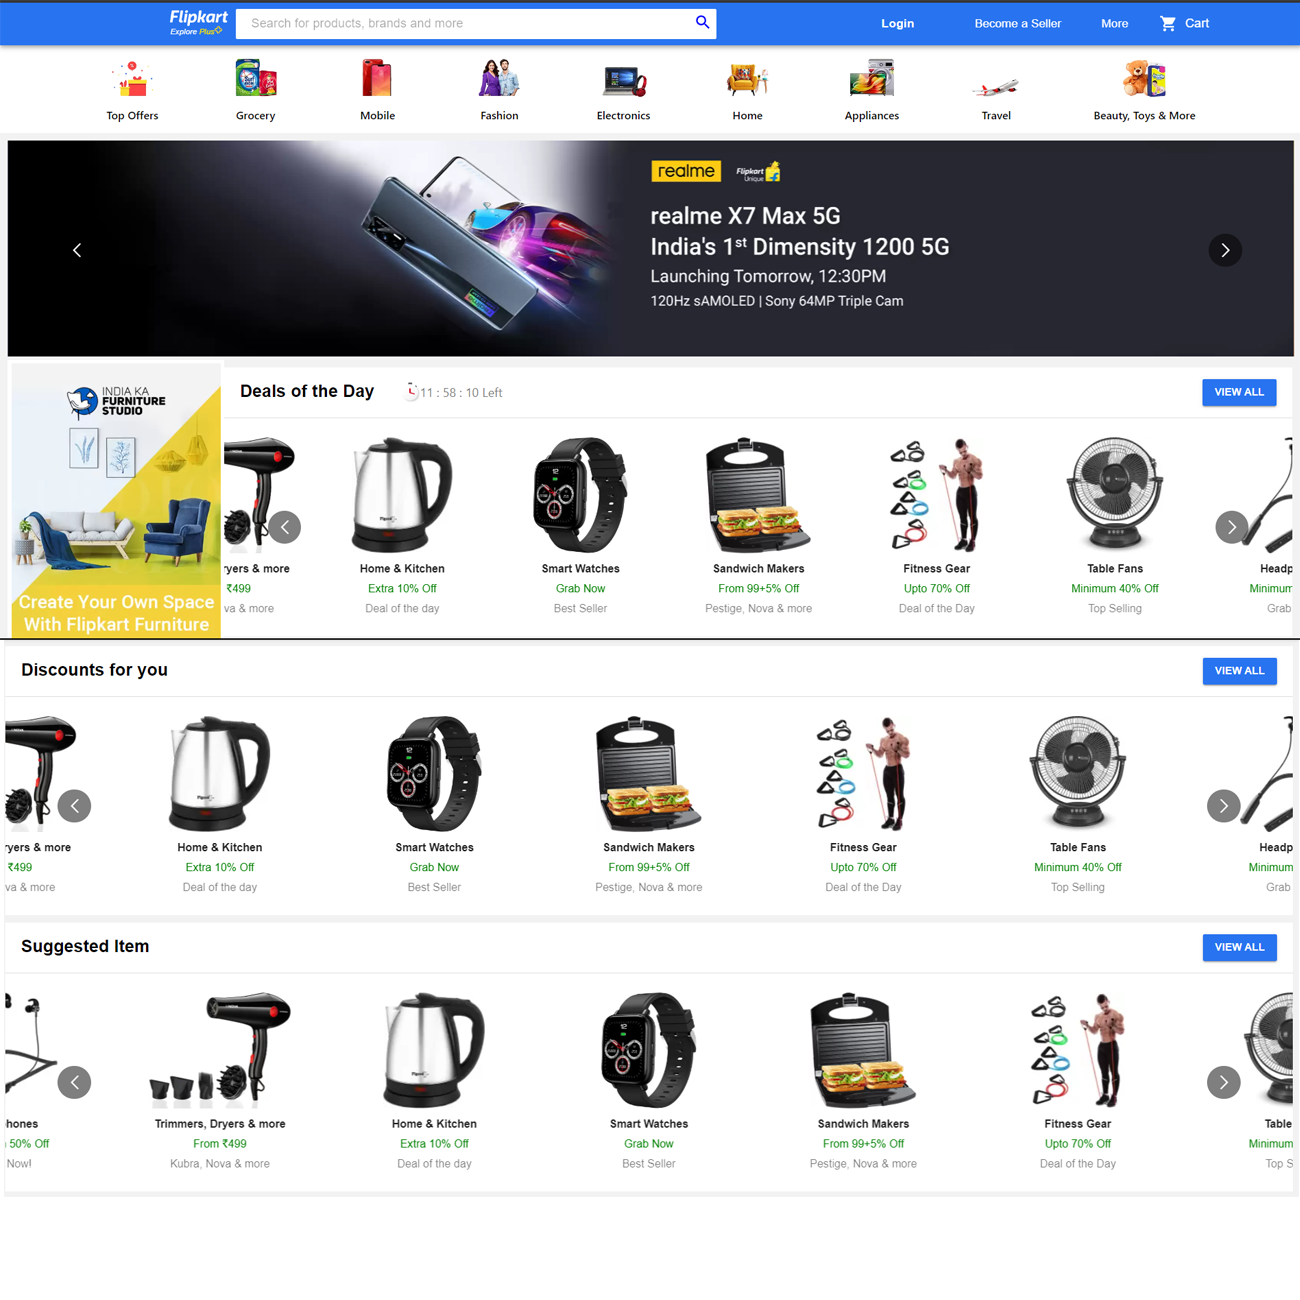 Flipkart
Explore Plus
Search for products, brands and more
Login
Become a Seller
More
Cart
Top Offers
Grocery
Mobile
Fashion
Electronics
Home
Appliances
Travel
Beauty, Toys & More
realme
Flipkart
Unique
realme X7 Max 5G
India's 1st Dimensity 1200 5G
Launching Tomorrow, 12:30PM
120Hz sAMOLED | Sony 64MP Triple Cam
INDIA KA
FURNITURE
STUDIO
Create Your Own Space
With Flipkart Furniture
Deals of the Day
11 : 58 : 10 Left
VIEW ALL
ryers & more
₹499
va & more
Home & Kitchen
Extra 10% Off
Deal of the day
Smart Watches
Grab Now
Best Seller
Sandwich Makers
From 99+5% Off
Pestige, Nova & more
Fitness Gear
Upto 70% Off
Deal of the Day
Table Fans
Minimum 40% Off
Top Selling
Headp
Minimum
Grab
Discounts for you
VIEW ALL
ryers & more
₹499
va & more
Home & Kitchen
Extra 10% Off
Deal of the day
Smart Watches
Grab Now
Best Seller
Sandwich Makers
From 99+5% Off
Pestige, Nova & more
Fitness Gear
Upto 70% Off
Deal of the Day
Table Fans
Minimum 40% Off
Top Selling
Headp
Minimum
Grab
Suggested Item
VIEW ALL
hones
50% Off
Now!
Trimmers, Dryers & more
From ₹499
Kubra, Nova & more
Home & Kitchen
Extra 10% Off
Deal of the day
Smart Watches
Grab Now
Best Seller
Sandwich Makers
From 99+5% Off
Pestige, Nova & more
Fitness Gear
Upto 70% Off
Deal of the Day
Table
Minimum
Top S